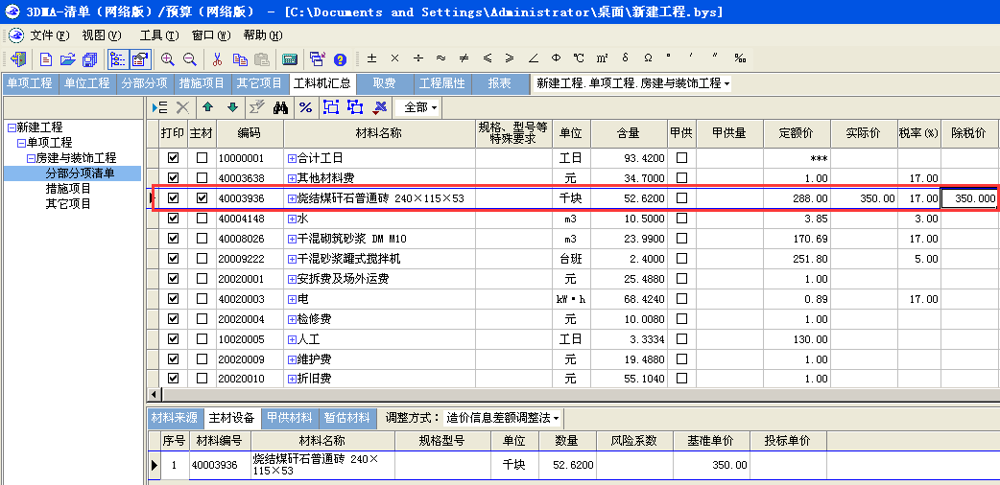 3DMA-清单（网络版）/预算（网络版） - [C:\Documents and Settings\Administrator\桌面\新建工程.bys]
文件(F) 视图(V) 工具(T) 窗口(W) 帮助(H)
± × ÷ ≈ ≠ ≤ ≥ ∠ Φ ℃ m² δ Ω ° ′ ″ ‰
单项工程 单位工程 分部分项 措施项目 其它项目 工料机汇总 取费 工程属性 报表 新建工程.单项工程.房建与装饰工程
% 全部
新建工程
单项工程
房建与装饰工程
分部分项清单
措施项目
其它项目
打印 主材 编码 材料名称 规格、型号等特殊要求 单位 含量 甲供 甲供量 定额价 实际价 税率(%) 除税价
10000001 合计工日 工日 93.4200 ***
40003638 其他材料费 元 34.7000 1.00 17.00
40003936 烧结煤矸石普通砖 240×115×53 千块 52.6200 288.00 350.00 17.00 350.000
40004148 水 m3 10.5000 3.85 3.00
40008026 干混砌筑砂浆 DM M10 m3 23.9900 170.69 17.00
20009222 干混砂浆罐式搅拌机 台班 2.4000 251.80 5.00
20020001 安拆费及场外运费 元 25.4880 1.00
40020003 电 kW·h 68.4240 0.89 17.00
20020004 检修费 元 10.0080 1.00
10020005 人工 工日 3.3334 130.00
20020009 维护费 元 19.4880 1.00
20020010 折旧费 元 55.1040 1.00
材料来源 主材设备 甲供材料 暂估材料 调整方式： 造价信息差额调整法
序号 材料编号 材料名称 规格型号 单位 数量 风险系数 基准单价 投标单价
1 40003936 烧结煤矸石普通砖 240×115×53 千块 52.6200 350.00